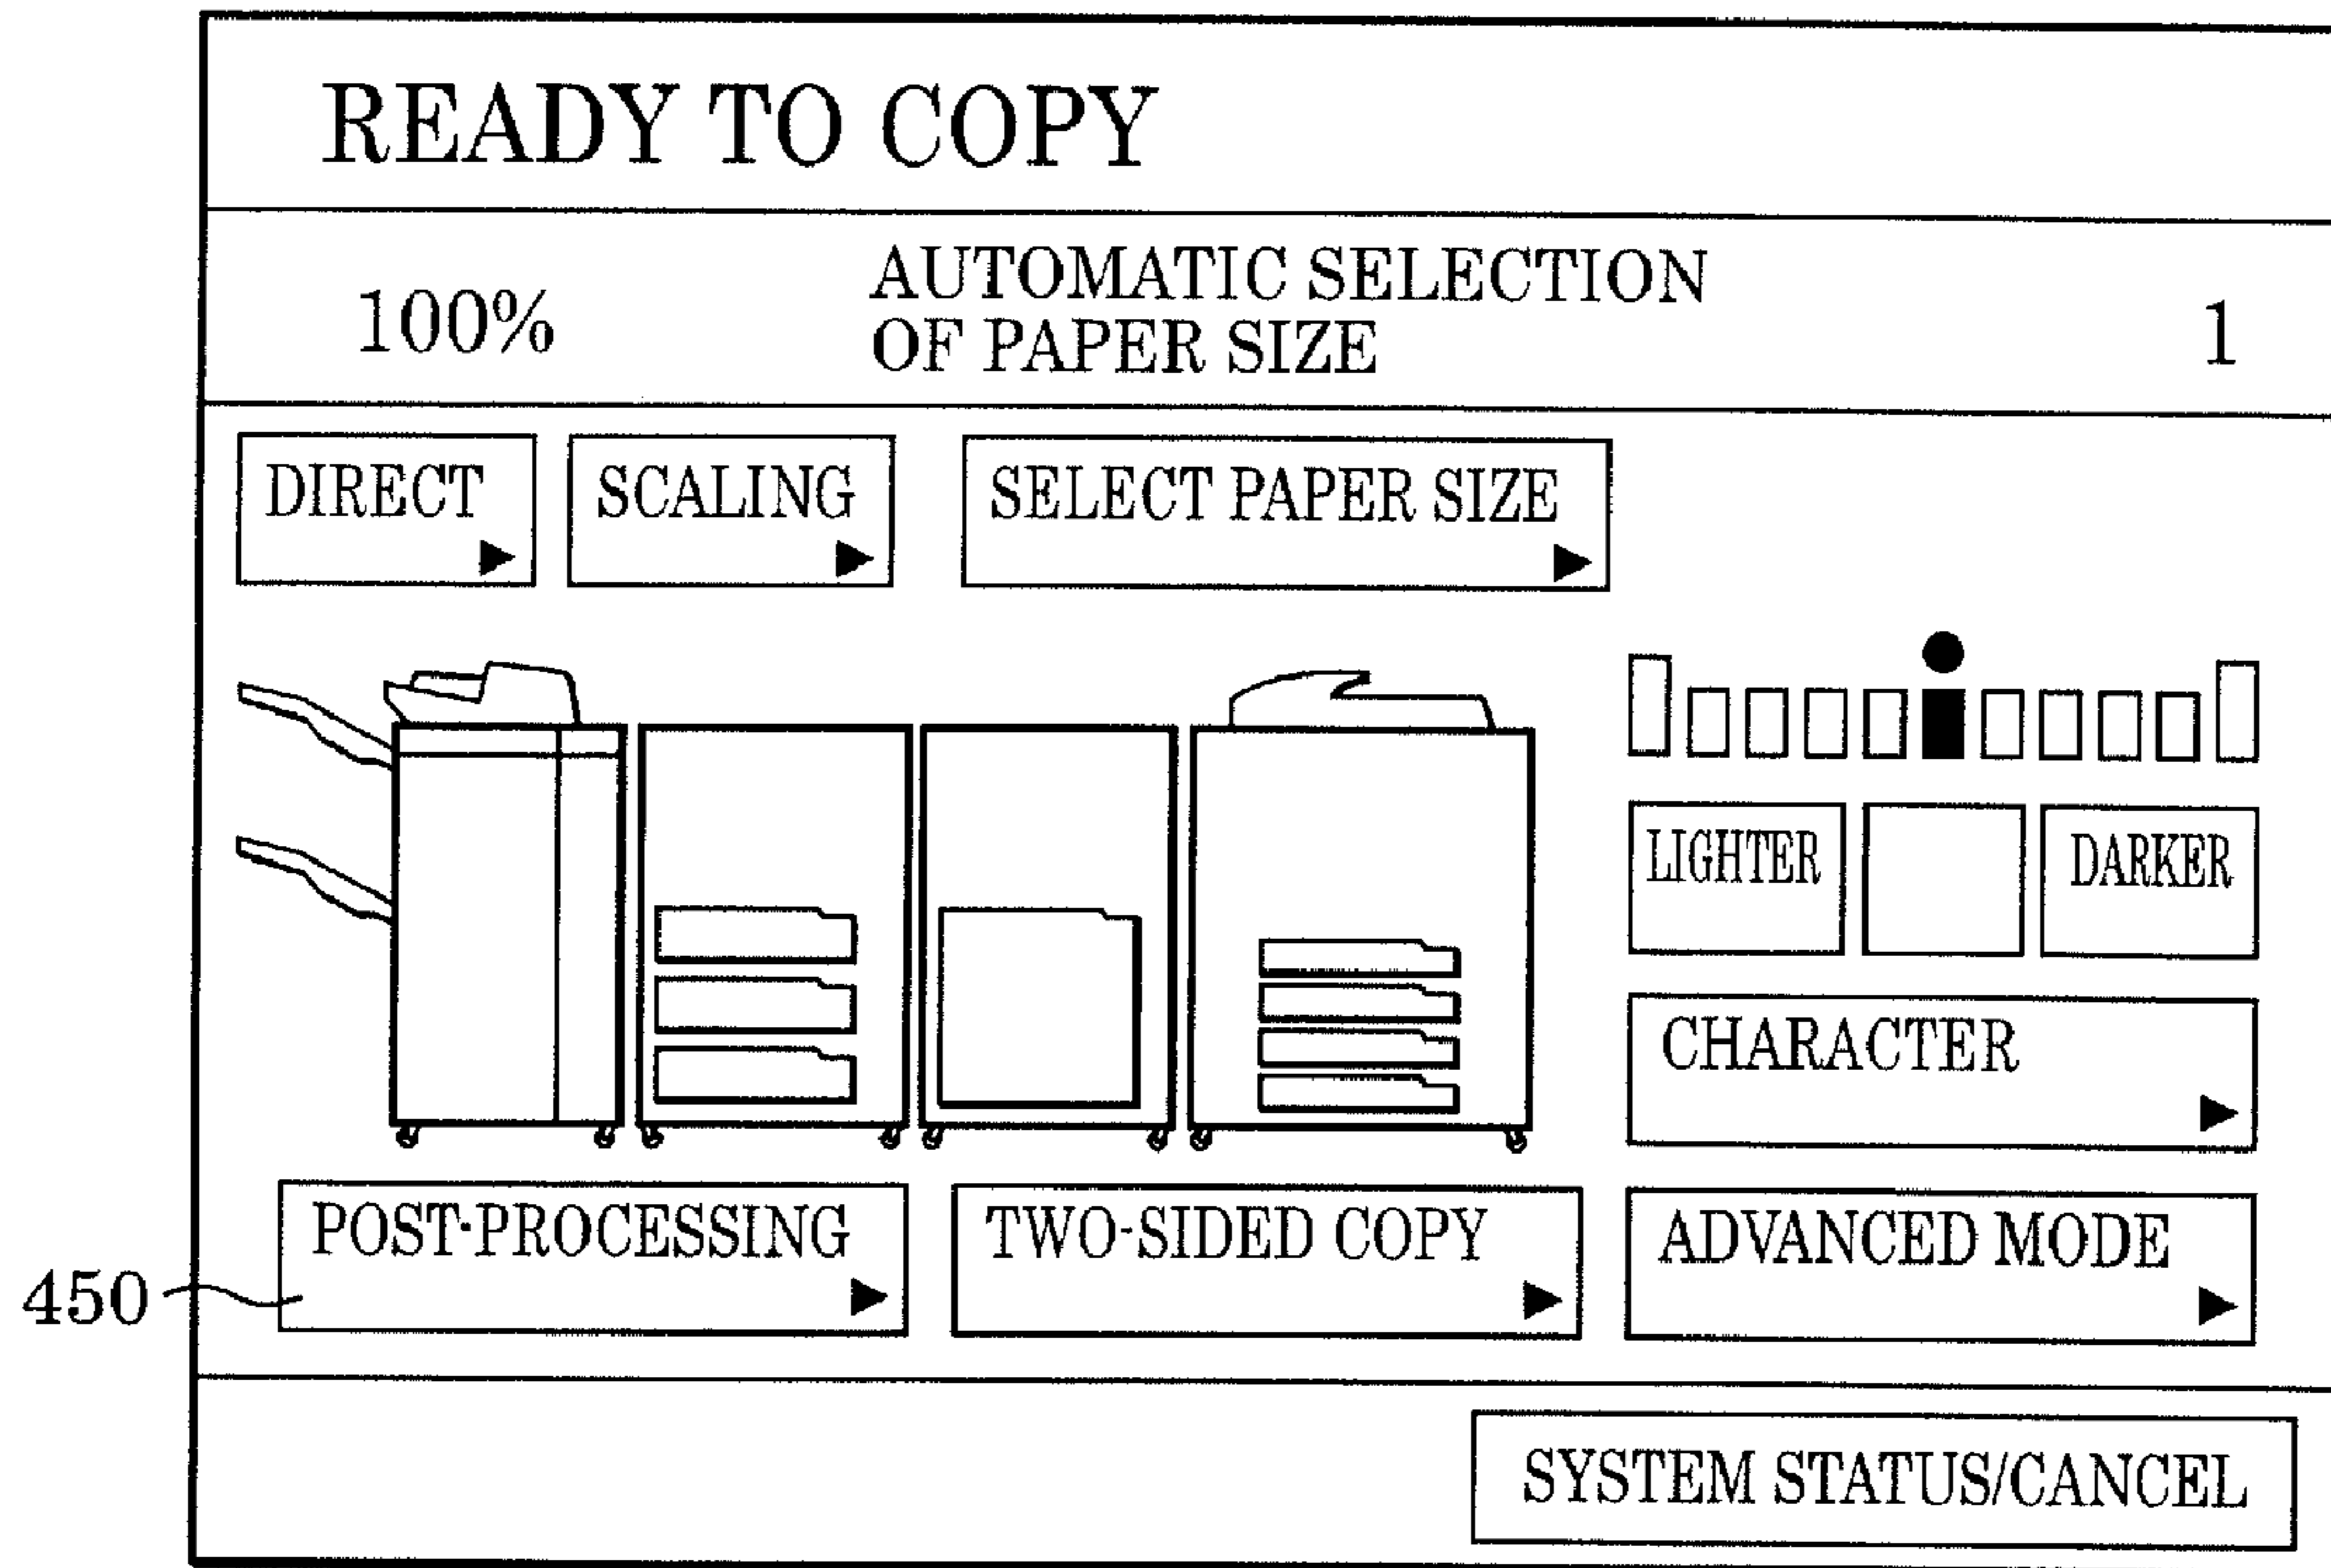 READY TO COPY
100%
AUTOMATIC SELECTION
OF PAPER SIZE
1
DIRECT
SCALING
SELECT PAPER SIZE
LIGHTER
DARKER
CHARACTER
POST-PROCESSING
TWO-SIDED COPY
ADVANCED MODE
450
SYSTEM STATUS/CANCEL